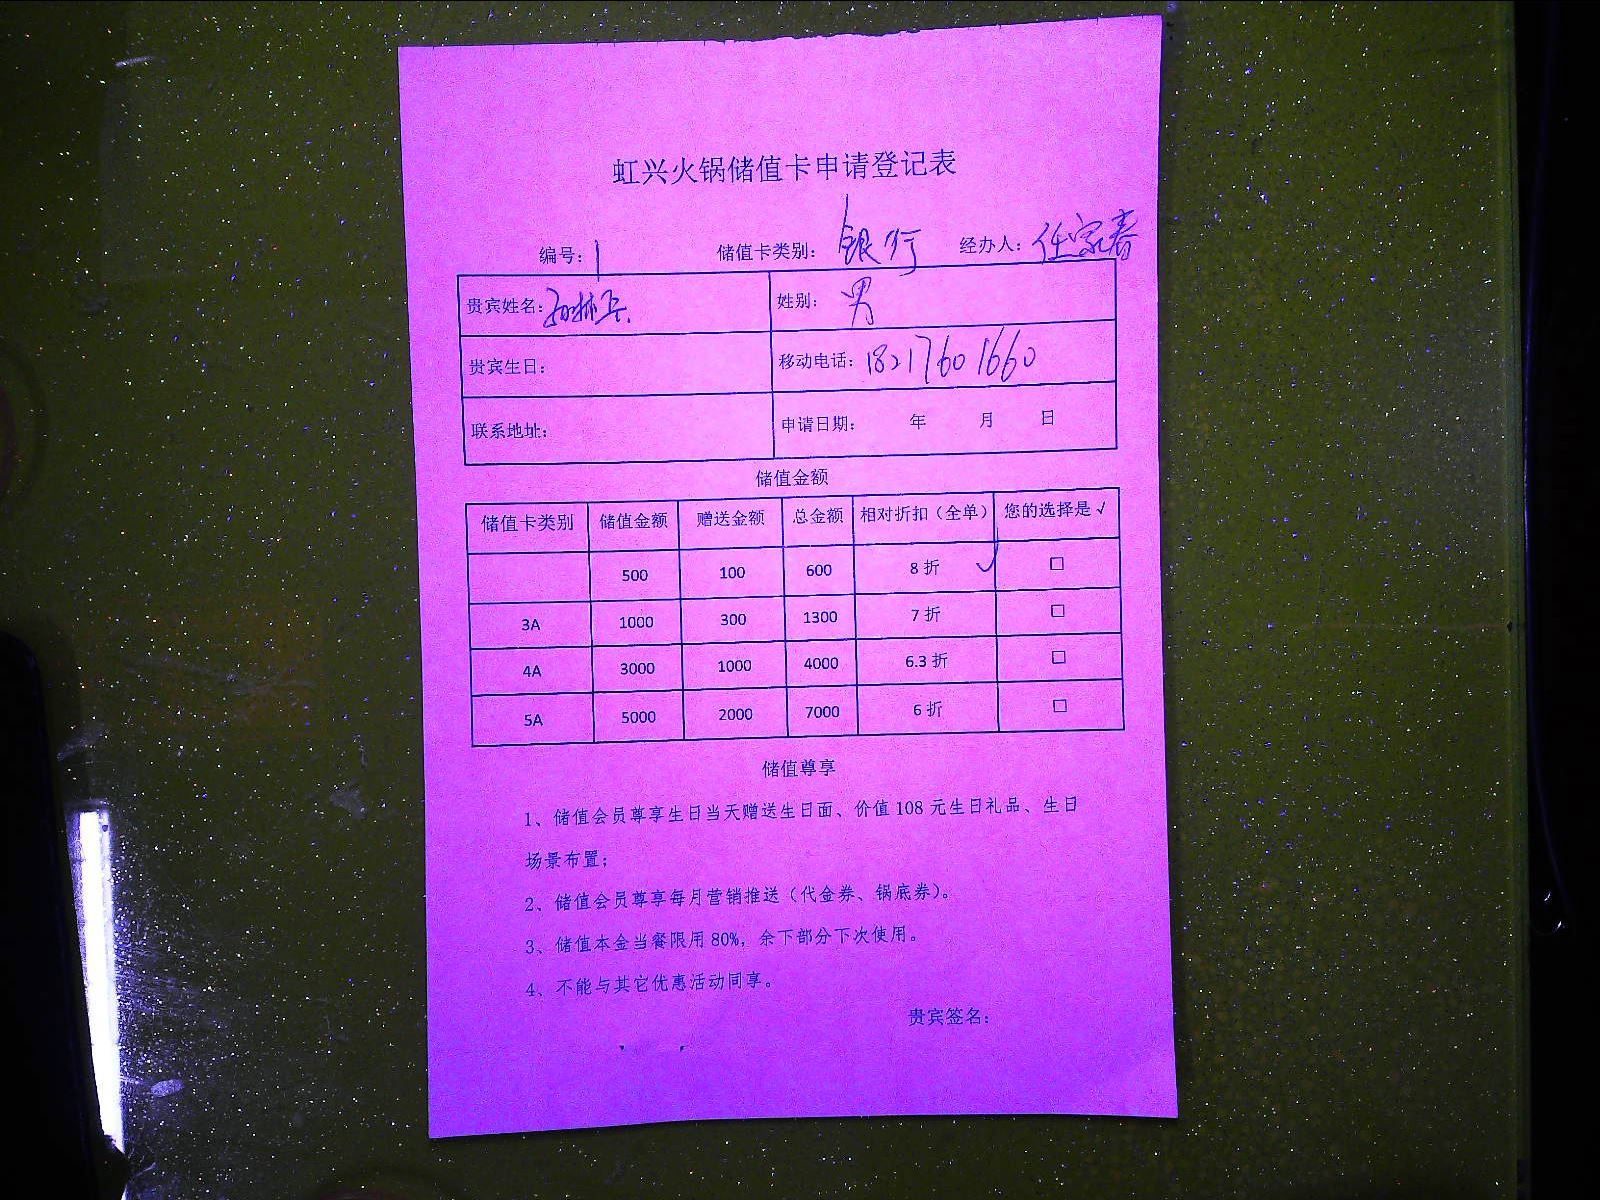 虹兴火锅储值卡申请登记表
编号：1 储值卡类别：银行 经办人：任家春
贵宾姓名：孙林兵 姓别：男
贵宾生日： 移动电话：18217601660
联系地址： 申请日期： 年 月 日
储值金额
储值卡类别 储值金额 赠送金额 总金额 相对折扣（全单） 您的选择是√
500 100 600 8 折 √ □
3A 1000 300 1300 7 折 □
4A 3000 1000 4000 6.3 折 □
5A 5000 2000 7000 6 折 □
储值尊享
1、储值会员尊享生日当天赠送生日面、价值 108 元生日礼品、生日
场景布置；
2、储值会员尊享每月营销推送（代金券、锅底券）。
3、储值本金当餐限用 80%，余下部分下次使用。
4、不能与其它优惠活动同享。
贵宾签名：